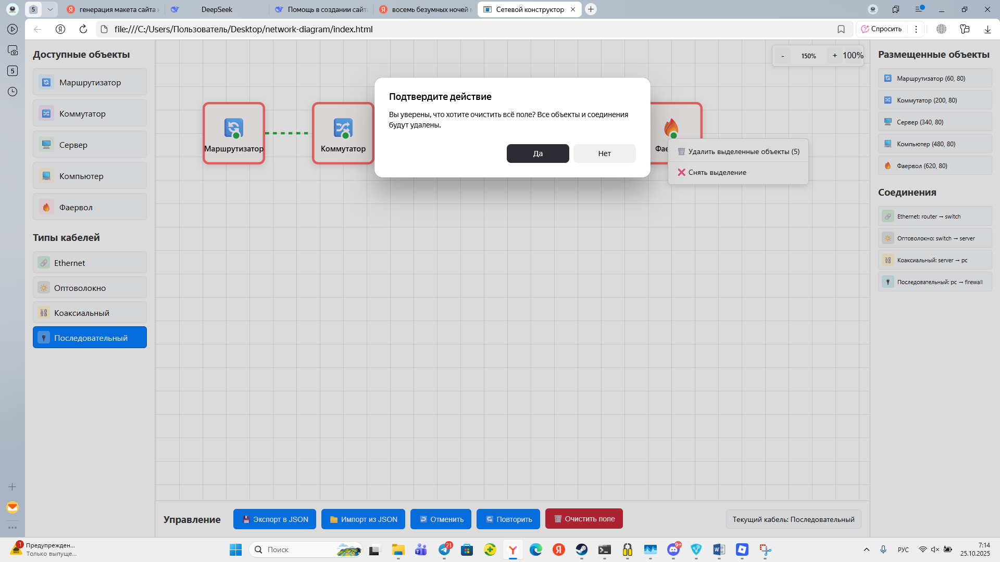 5
генерация макета сайта
DeepSeek
Помощь в создании сайт
восемь безумных ночей
Сетевой конструктор
file:///C:/Users/Пользователь/Desktop/network-diagram/index.html
Спросить
5
Доступные объекты
Маршрутизатор
Коммутатор
Сервер
Компьютер
Фаервол
Типы кабелей
Ethernet
Оптоволокно
Коаксиальный
Последовательный
-
150%
+
100%
Маршрутизатор
Коммутатор
Подтвердите действие
Вы уверены, что хотите очистить всё поле? Все объекты и соединения
будут удалены.
Да
Нет
Фае
Удалить выделенные объекты (5)
Снять выделение
Размещенные объекты
Маршрутизатор (60, 80)
Коммутатор (200, 80)
Сервер (340, 80)
Компьютер (480, 80)
Фаервол (620, 80)
Соединения
Ethernet: router → switch
Оптоволокно: switch → server
Коаксиальный: server → pc
Последовательный: pc → firewall
Управление
Экспорт в JSON
Импорт из JSON
Отменить
Повторить
Очистить поле
Текущий кабель: Последовательный
1
Предупрежден...
Только выпуще...
Поиск
21
9+
РУС
7:14
25.10.2025